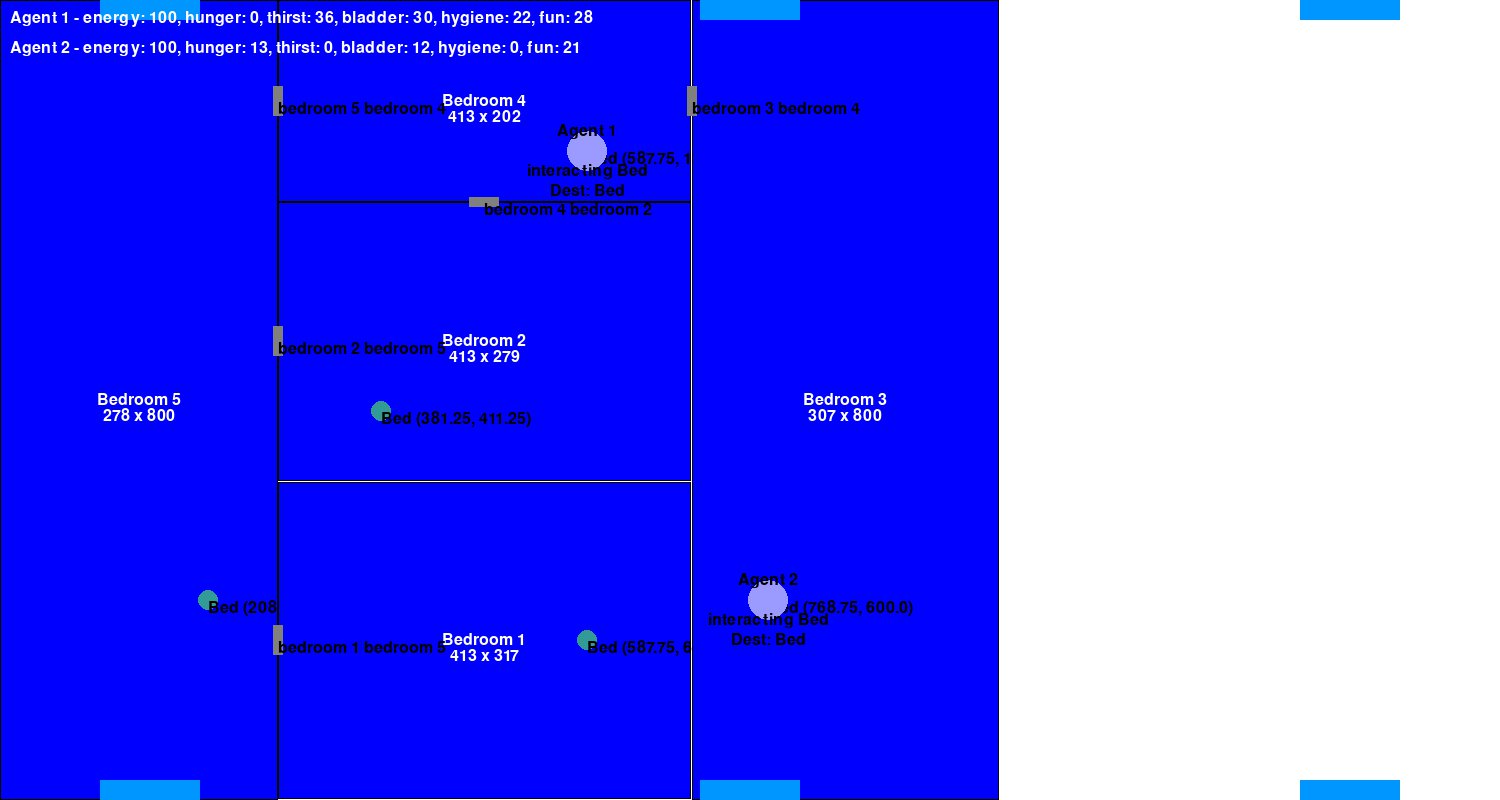 Agent 1 - energy: 100, hunger: 0, thirst: 36, bladder: 30, hygiene: 22, fun: 28
Agent 2 - energy: 100, hunger: 13, thirst: 0, bladder: 12, hygiene: 0, fun: 21
bedroom 5 bedroom 4
Bedroom 4
413 x 202
bedroom 3 bedroom 4
Agent 1
(587.75, 1
interacting Bed
Dest: Bed
bedroom 4 bedroom 2
bedroom 2 bedroom 5
Bedroom 2
413 x 279
Bedroom 5
278 x 800
Bed (381.25, 411.25)
Bedroom 3
307 x 800
Bed (208
bedroom 1 bedroom 5
Bedroom 1
413 x 317
Bed (587.75, 6
Agent 2
(768.75, 600.0)
interacting Bed
Dest: Bed